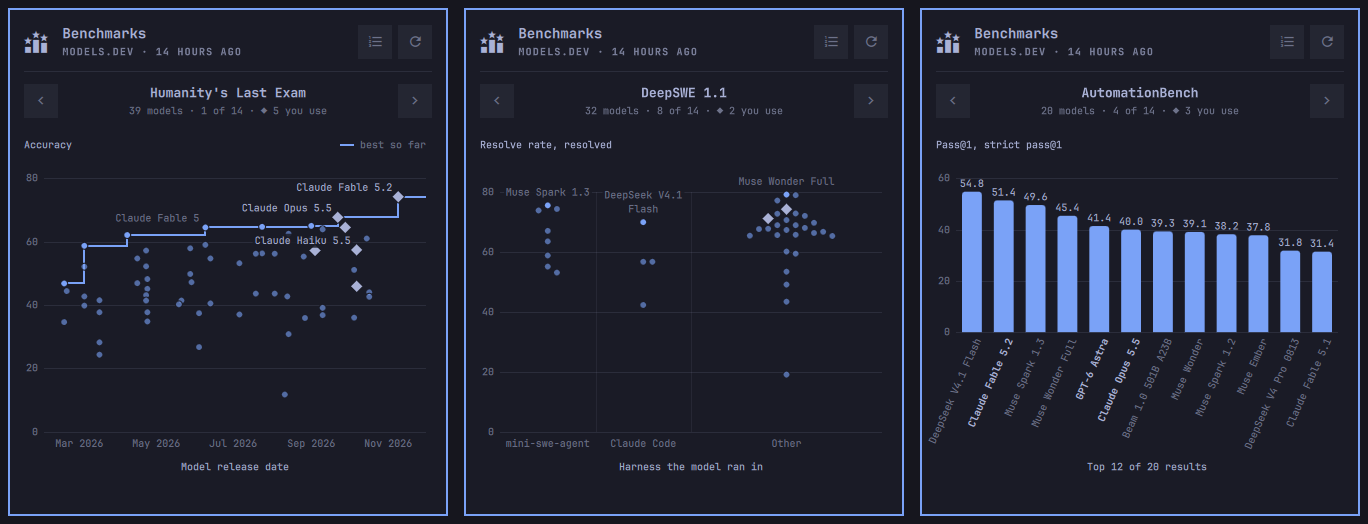 Benchmarks
MODELS.DEV · 14 HOURS AGO
Humanity's Last Exam
39 models · 1 of 14 · ◆ 5 you use
Accuracy
best so far
80
60
40
20
0
Claude Fable 5.2
Claude Opus 5.5
Claude Fable 5
Claude Haiku 5.5
Mar 2026
May 2026
Jul 2026
Sep 2026
Nov 2026
Model release date
Benchmarks
MODELS.DEV · 14 HOURS AGO
DeepSWE 1.1
32 models · 8 of 14 · ◆ 2 you use
Resolve rate, resolved
80
60
40
20
0
Muse Wonder Full
Muse Spark 1.3
DeepSeek V4.1
Flash
mini-swe-agent
Claude Code
Other
Harness the model ran in
Benchmarks
MODELS.DEV · 14 HOURS AGO
AutomationBench
20 models · 4 of 14 · ◆ 3 you use
Pass@1, strict pass@1
60
40
20
0
54.8
51.4
49.6
45.4
41.4
40.0
39.3
39.1
38.2
37.8
31.8
31.4
DeepSeek V4.1 Flash
Claude Fable 5.2
Muse Spark 1.3
Muse Wonder Full
GPT-6 Astra
Claude Opus 5.5
Beam 1.0 501B A23B
Muse Wonder
Muse Spark 1.2
Muse Ember
DeepSeek V4 Pro 0813
Claude Fable 5.1
Top 12 of 20 results